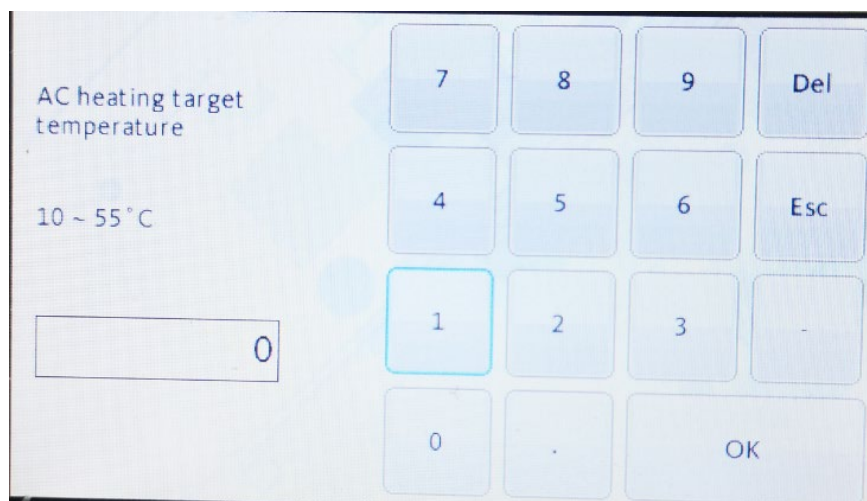 AC heating target
temperature
10 ~ 55°C
0
7 8 9 Del
4 5 6 Esc
1 2 3 -
0 . OK